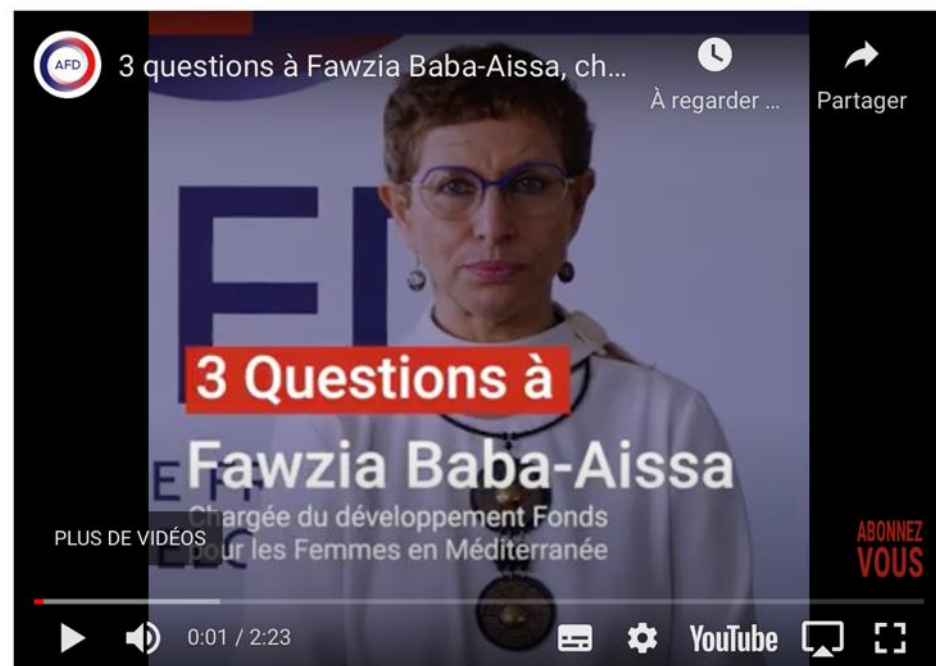 AFD
3 questions à Fawzia Baba-Aissa, ch...
À regarder ...
Partager
3 Questions à
Fawzia Baba-Aissa
Chargée du développement Fonds
pour les Femmes en Méditerranée
PLUS DE VIDÉOS
ABONNEZ
VOUS
0:01 / 2:23
YouTube